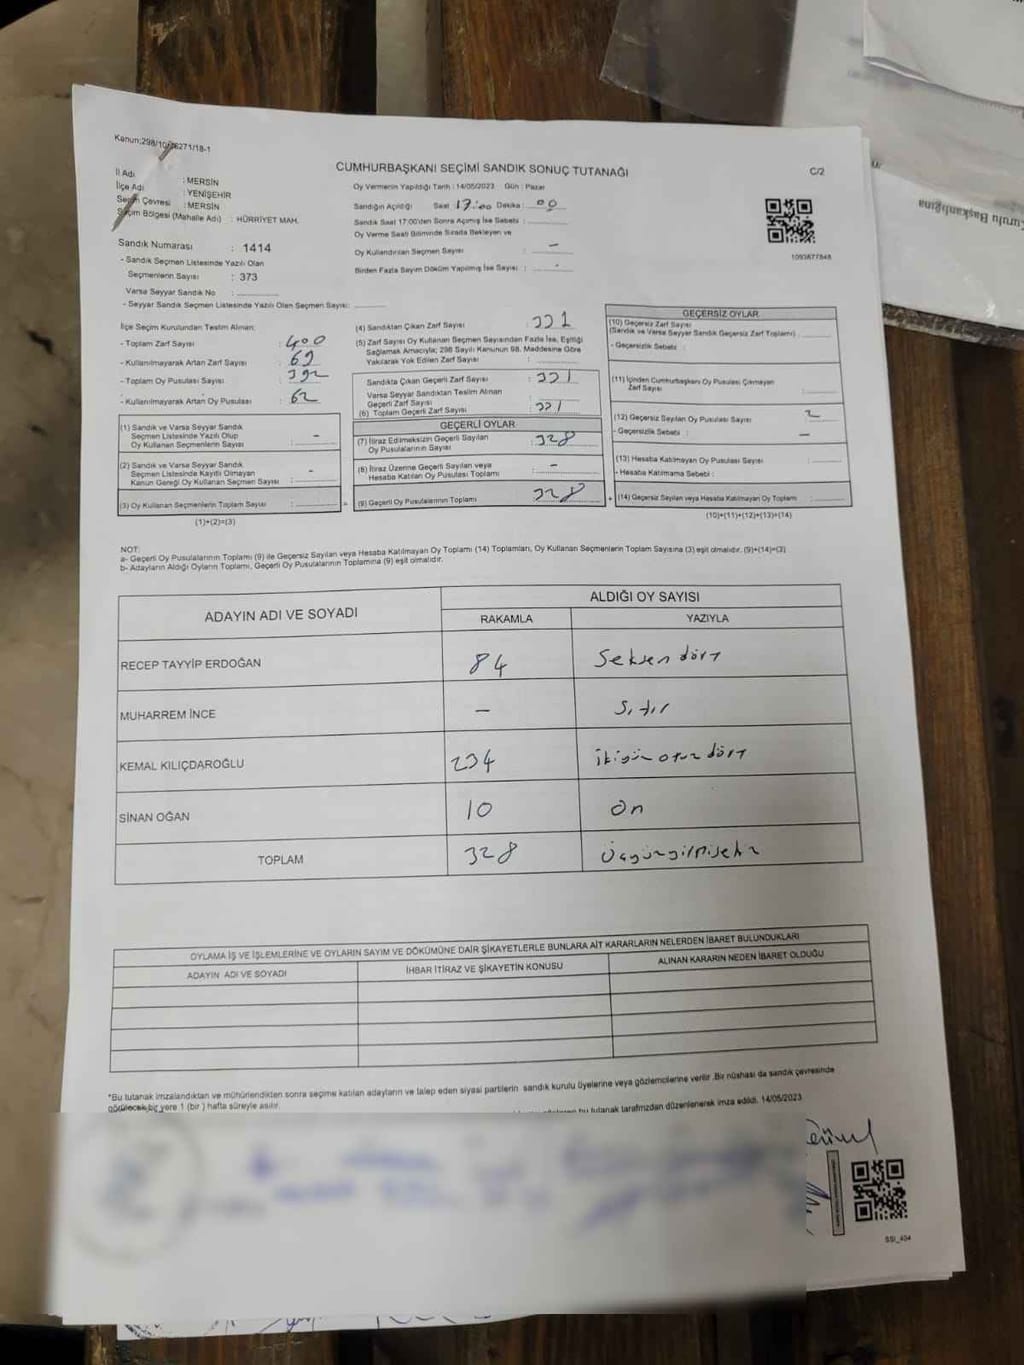 Kanun:298/10
CUMHURBAŞKANI SEÇİMİ SANDIK SONUÇ TUTANAĞI
C/2
İl Adı : MERSİN
İlçe Adı : YENİŞEHİR
Seçim Çevresi : MERSİN
Seçim Bölgesi (Mahalle Adı) : HÜRRİYET MAH.
Sandık Numarası : 1414
- Sandık Seçmen Listesinde Yazılı Olan
Seçmenlerin Sayısı : 373
Varsa Seyyar Sandık No :
- Seyyar Sandık Seçmen Listesinde Yazılı Olan Seçmen Sayısı:
Oy Vermenin Yapıldığı Tarih : 14/05/2023 Gün : Pazar
Sandığın Açıldığı Saat 17:00 Dakika : 00
Sandık Saat 17:00'den Sonra Açılmış İse Sebebi :
Oy Verme Saati Bitiminde Sırada Bekleyen ve
Oy Kullandırılan Seçmen Sayısı : -
Birden Fazla Sayım Döküm Yapılmış İse Sayısı : -
1093677848
İlçe Seçim Kurulundan Teslim Alınan:
- Toplam Zarf Sayısı : 400
- Kullanılmayarak Artan Zarf Sayısı : 69
- Toplam Oy Pusulası Sayısı : 392
- Kullanılmayarak Artan Oy Pusulası : 62
(1) Sandık ve Varsa Seyyar Sandık
Seçmen Listesinde Yazılı Olup
Oy Kullanan Seçmenlerin Sayısı : -
(2) Sandık ve Varsa Seyyar Sandık
Seçmen Listesinde Kayıtlı Olmayan
Kanun Gereği Oy Kullanan Seçmen Sayısı : -
(3) Oy Kullanan Seçmenlerin Toplam Sayısı :
(1)+(2)=(3)
(4) Sandıktan Çıkan Zarf Sayısı : 331
(5) Zarf Sayısı Oy Kullanan Seçmen Sayısından Fazla İse, Eşitliği
Sağlamak Amacıyla; 298 Sayılı Kanunun 98. Maddesine Göre
Yakılarak Yok Edilen Zarf Sayısı :
Sandıkta Çıkan Geçerli Zarf Sayısı : 331
Varsa Seyyar Sandıktan Teslim Alınan
Geçerli Zarf Sayısı :
(6) Toplam Geçerli Zarf Sayısı : 331
GEÇERLİ OYLAR
(7) İtiraz Edilmeksizin Geçerli Sayılan
Oy Pusulalarının Sayısı : 328
(8) İtiraz Üzerine Geçerli Sayılan veya
Hesaba Katılan Oy Pusulası Toplamı : -
(9) Geçerli Oy Pusulalarının Toplamı 328
GEÇERSİZ OYLAR
(10) Geçersiz Zarf Sayısı
(Sandık ve Varsa Seyyar Sandık Geçersiz Zarf Toplamı) :
- Geçersizlik Sebebi :
(11) İçinden Cumhurbaşkanı Oy Pusulası Çıkmayan
Zarf Sayısı :
(12) Geçersiz Sayılan Oy Pusulası Sayısı : 2
- Geçersizlik Sebebi : -
(13) Hesaba Katılmayan Oy Pusulası Sayısı :
- Hesaba Katılmama Sebebi :
(14) Geçersiz Sayılan veya Hesaba Katılmayan Oy Toplamı :
(10)+(11)+(12)+(13)=(14)
NOT:
a- Geçerli Oy Pusulalarının Toplamı (9) ile Geçersiz Sayılan veya Hesaba Katılmayan Oy Toplamı (14) Toplamları, Oy Kullanan Seçmenlerin Toplam Sayısına (3) eşit olmalıdır. (9)+(14)=(3)
b- Adayların Aldığı Oyların Toplamı, Geçerli Oy Pusulalarının Toplamına (9) eşit olmalıdır.
ADAYIN ADI VE SOYADI
ALDIĞI OY SAYISI
RAKAMLA YAZIYLA
RECEP TAYYİP ERDOĞAN 84 Seksen dört
MUHARREM İNCE - Sıfır
KEMAL KILIÇDAROĞLU 234 ikiyüz otuz dört
SİNAN OĞAN 10 on
TOPLAM 328 Üçyüzyirmisekiz
OYLAMA İŞ VE İŞLEMLERİNE VE OYLARIN SAYIM VE DÖKÜMÜNE DAİR ŞİKAYETLERLE BUNLARA AİT KARARLARIN NELERDEN İBARET BULUNDUKLARI
ADAYIN ADI VE SOYADI İHBAR İTİRAZ VE ŞİKAYETİN KONUSU ALINAN KARARIN NEDEN İBARET OLDUĞU
*Bu tutanak imzalandıktan ve mühürlendikten sonra seçime katılan adayların ve talep eden siyasi partilerin sandık kurulu üyelerine veya gözlemcilerine verilir. Bir nüshası da sandık çevresinde
görülecek bir yere 1 (bir) hafta süreyle asılır.
bu tutanak tarafımızdan düzenlenerek imza edildi. 14/05/2023
SSI_404
Kurulu Başkanlığına